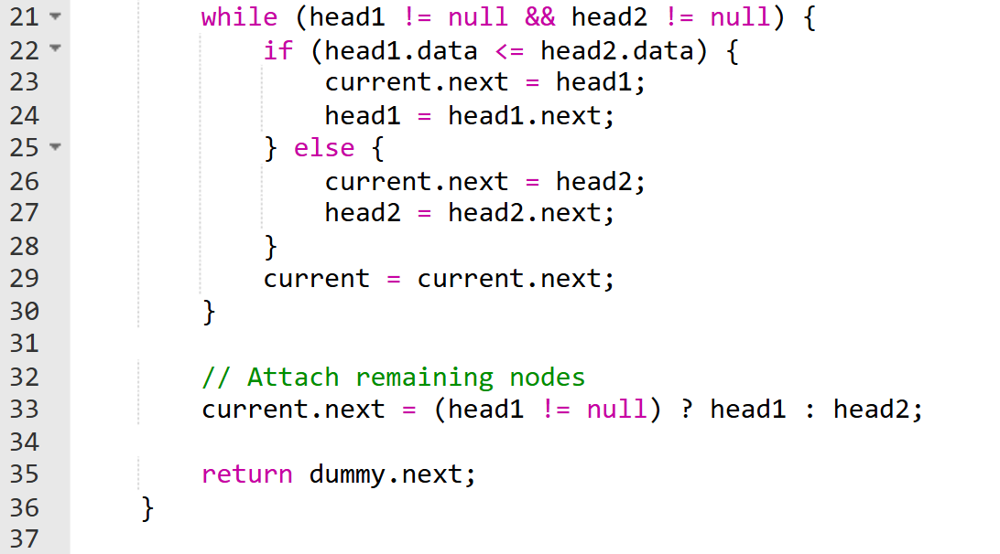 21 while (head1 != null && head2 != null) {
22 if (head1.data <= head2.data) {
23 current.next = head1;
24 head1 = head1.next;
25 } else {
26 current.next = head2;
27 head2 = head2.next;
28 }
29 current = current.next;
30 }
31
32 // Attach remaining nodes
33 current.next = (head1 != null) ? head1 : head2;
34
35 return dummy.next;
36 }
37